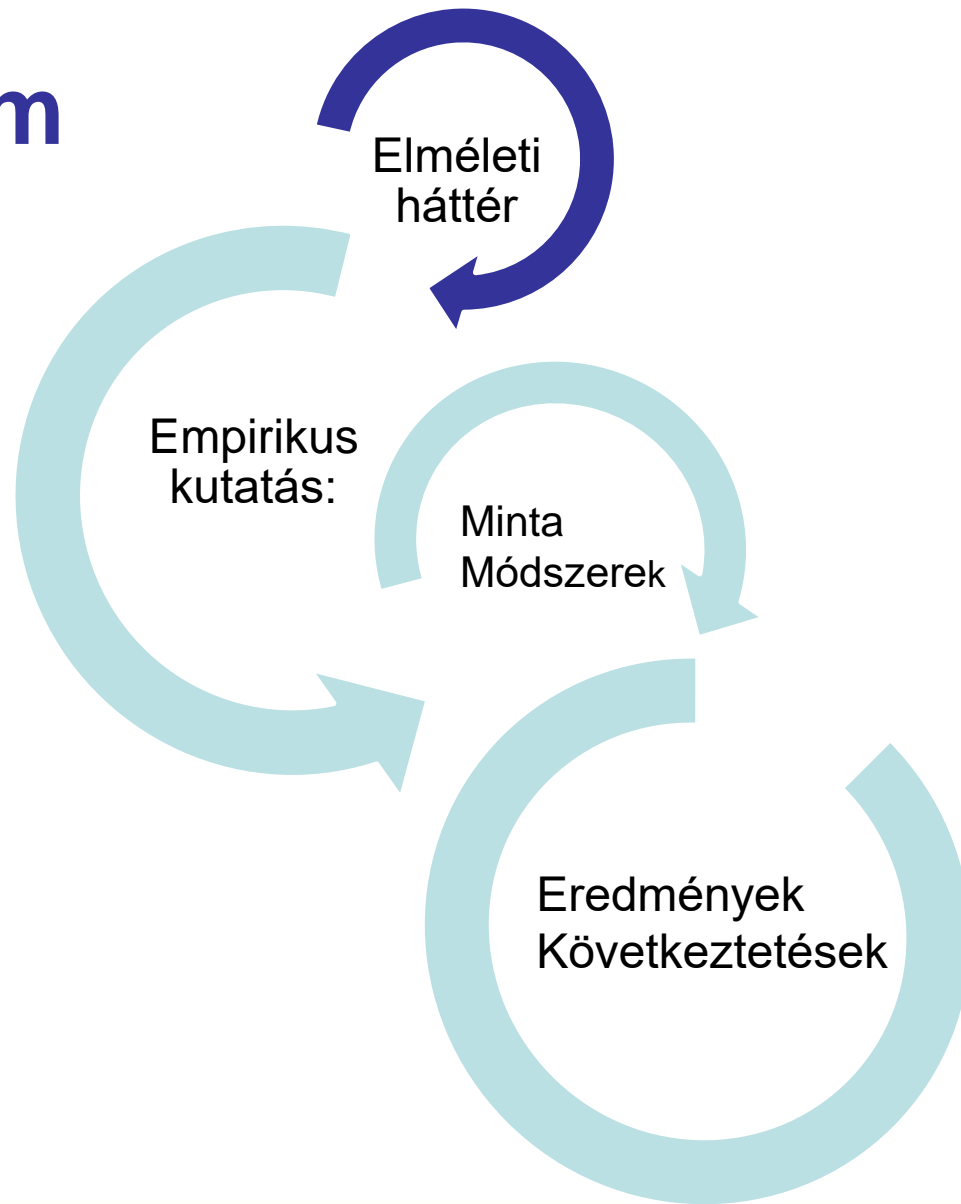 m
Elméleti
háttér
Empirikus
kutatás:
Minta
Módszerek
Eredmények
Következtetések